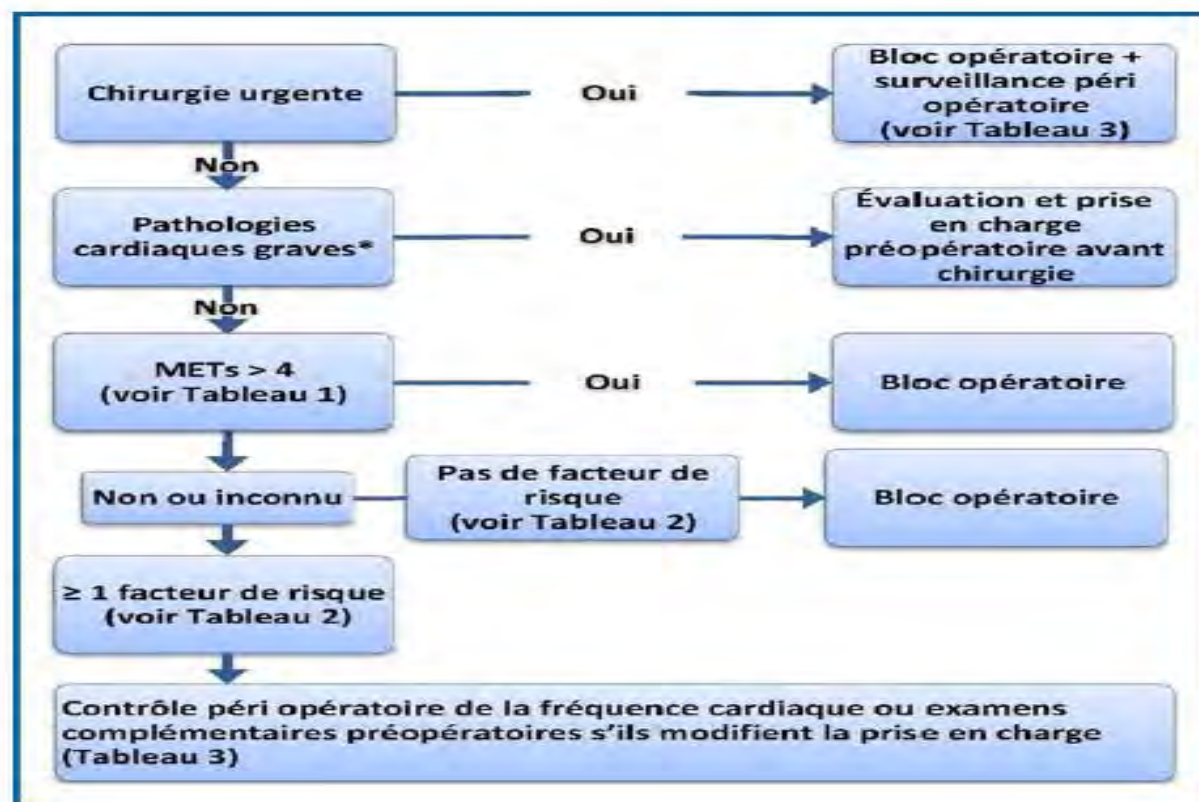 Chirurgie urgente
Oui
Bloc opératoire +
surveillance péri
opératoire
(voir Tableau 3)
Non
Pathologies
cardiaques graves*
Oui
Évaluation et prise
en charge
préopératoire avant
chirurgie
Non
METs > 4
(voir Tableau 1)
Oui
Bloc opératoire
Non ou inconnu
Pas de facteur de
risque
(voir Tableau 2)
Bloc opératoire
≥ 1 facteur de risque
(voir Tableau 2)
Contrôle péri opératoire de la fréquence cardiaque ou examens
complémentaires préopératoires s’ils modifient la prise en charge
(Tableau 3)